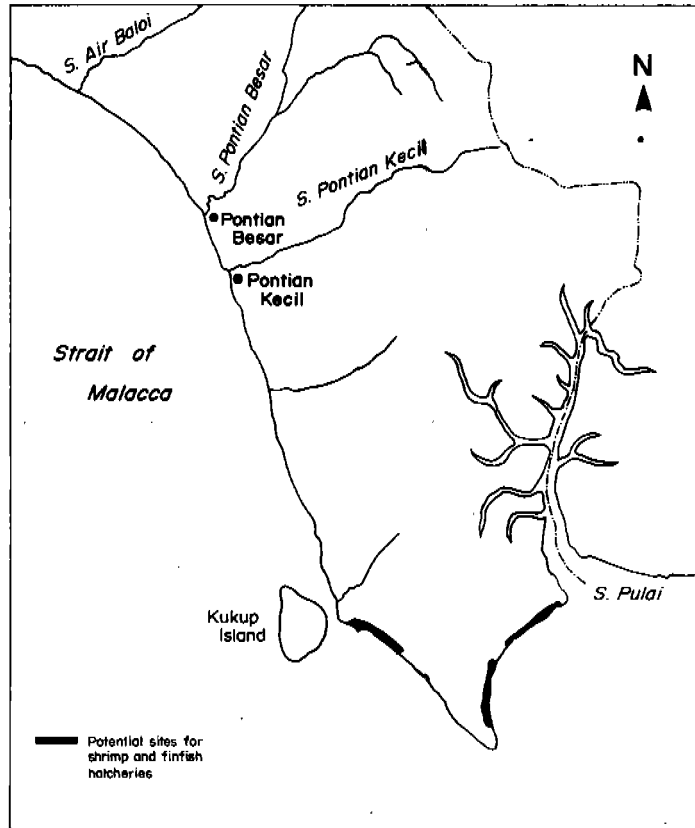 S. Air Baloi
S. Pontian Besar
N
S. Pontian Kecil
Pontian
Besar
Pontian
Kecil
Strait of
Malacca
S. Pulai
Kukup
Island
Potential sites for
shrimp and finfish
hatcheries